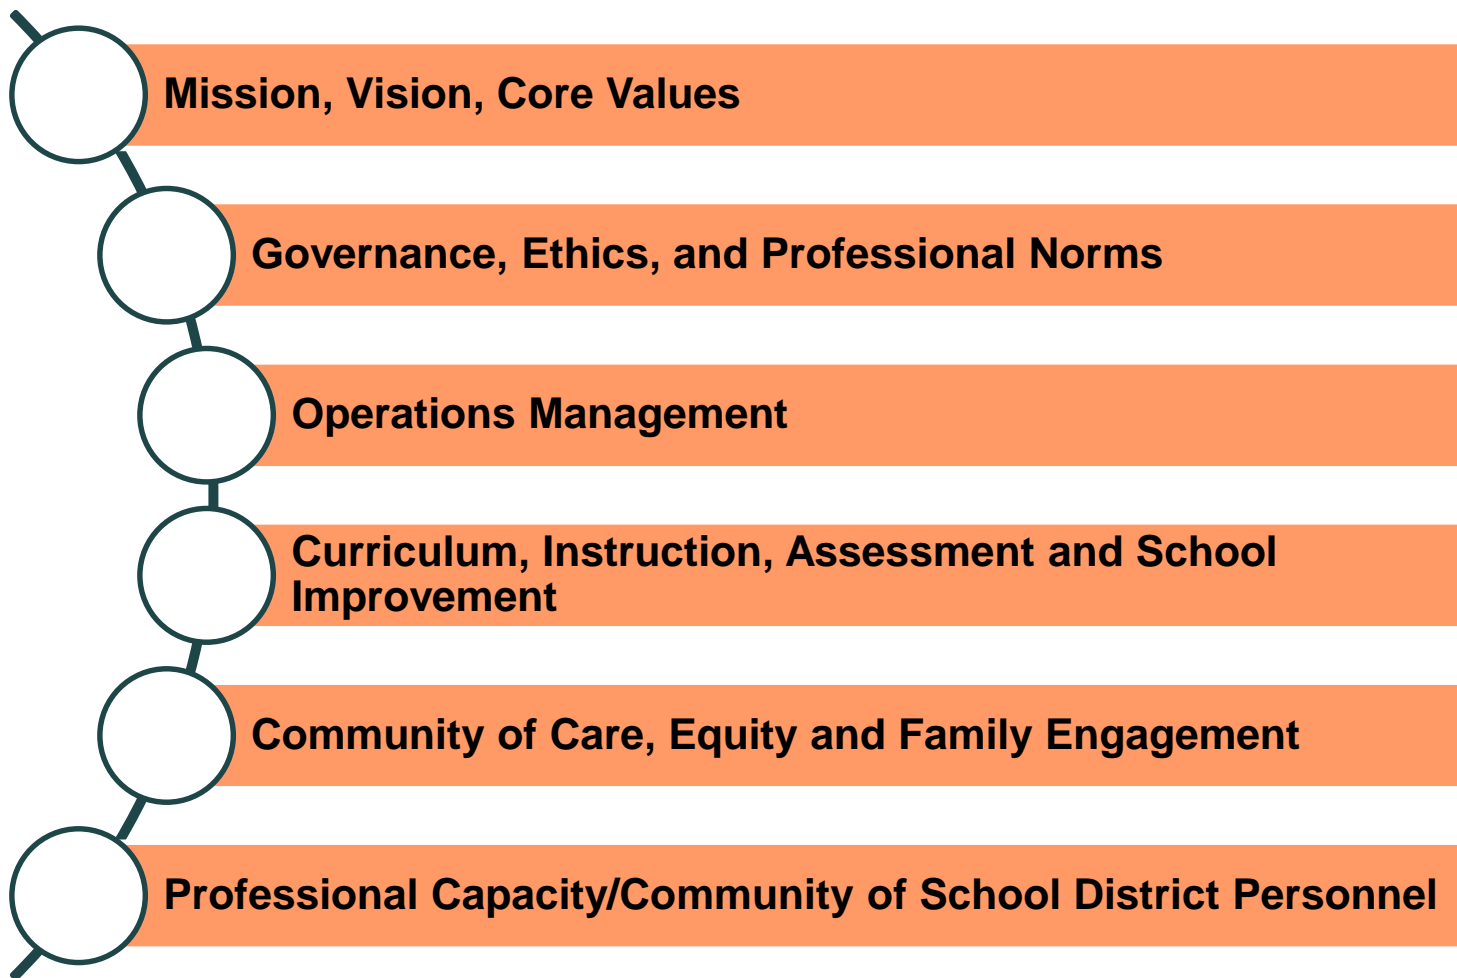 Mission, Vision, Core Values
Governance, Ethics, and Professional Norms
Operations Management
Curriculum, Instruction, Assessment and School
Improvement
Community of Care, Equity and Family Engagement
Professional Capacity/Community of School District Personnel